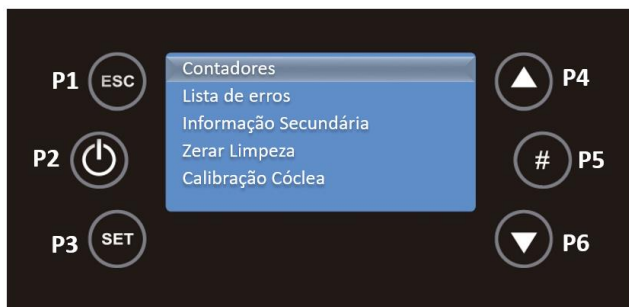 P1 ESC
P2
P3 SET
Contadores
Lista de erros
Informação Secundária
Zerar Limpeza
Calibração Cóclea
P4
# P5
P6